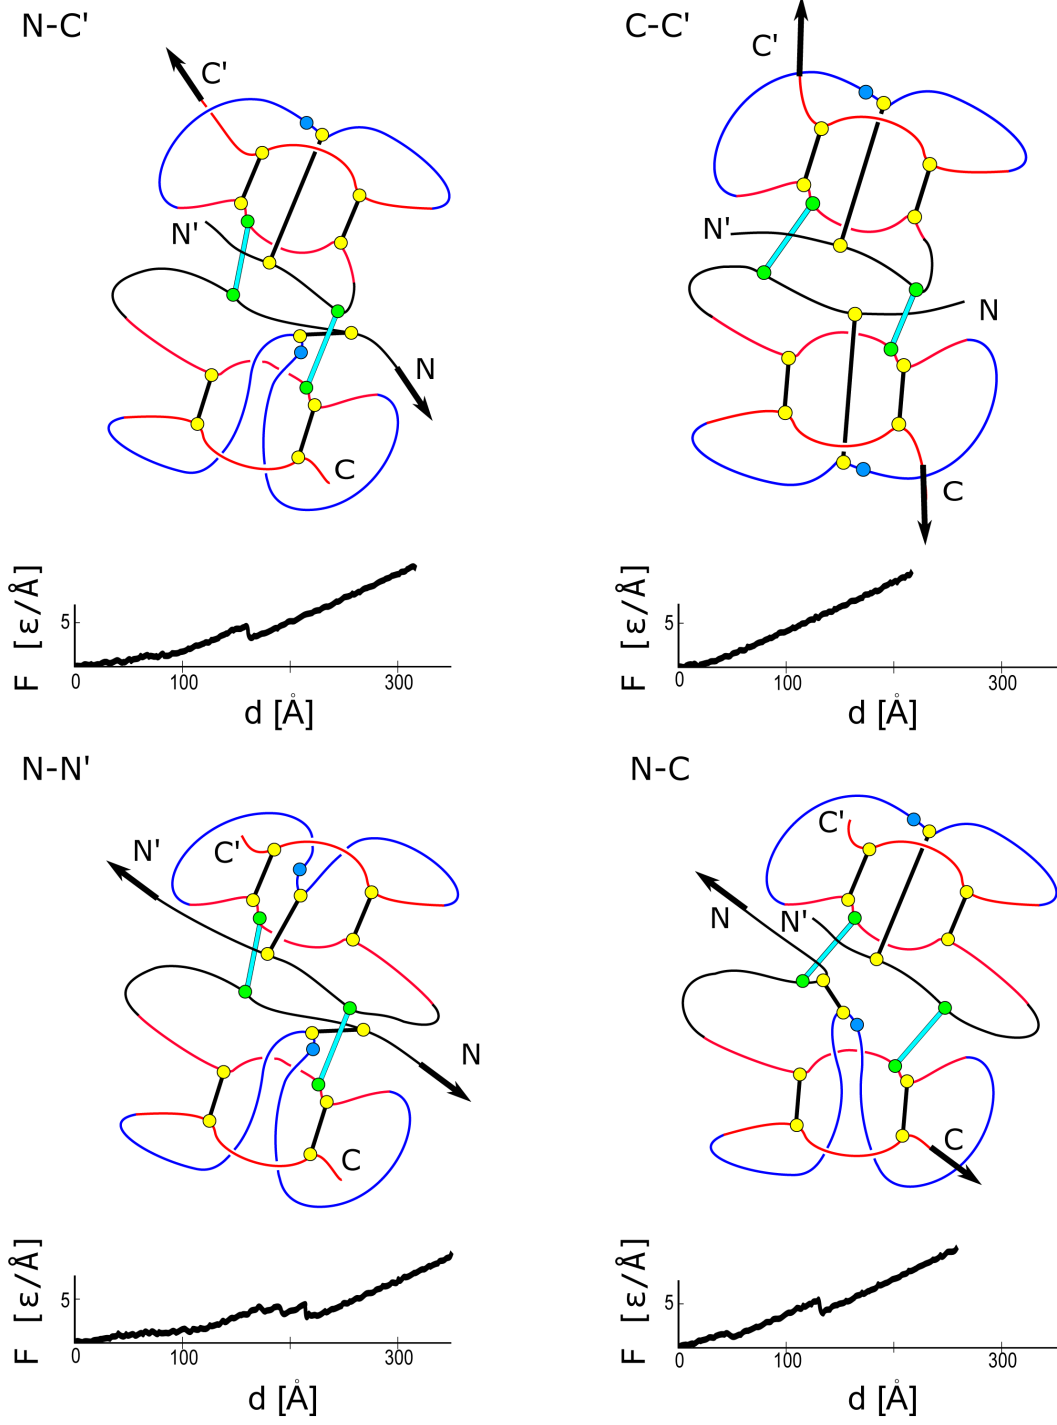 N-C'
C-C'
C'
C'
N'
N'
N
N
C
C
F [ε/Å]
5
0 100 300
d [Å]
F [ε/Å]
5
0 100 300
d [Å]
N-N'
N-C
N'
C'
C'
N
N'
N
C
C
F [ε/Å]
5
0 100 300
d [Å]
F [ε/Å]
5
0 100 300
d [Å]